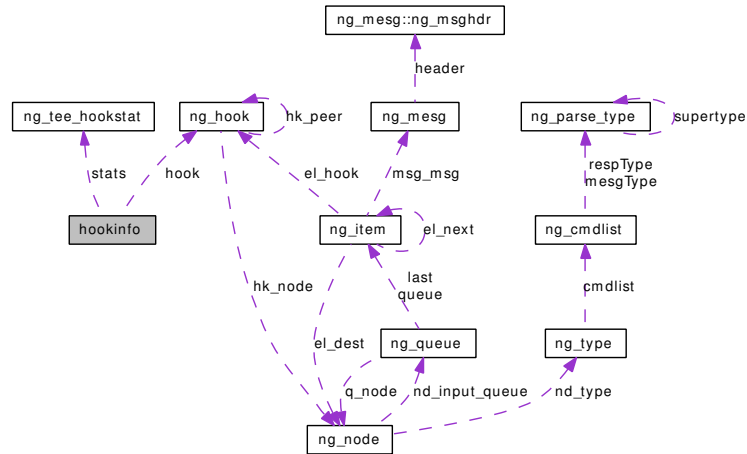 ng_mesg::ng_msghdr
header
ng_tee_hookstat
ng_hook
hk_peer
ng_mesg
ng_parse_type
supertype
stats
hook
el_hook
msg_msg
respType
mesgType
hookinfo
ng_item
el_next
ng_cmdlist
hk_node
last
queue
cmdlist
el_dest
ng_queue
ng_type
q_node
nd_input_queue
nd_type
ng_node